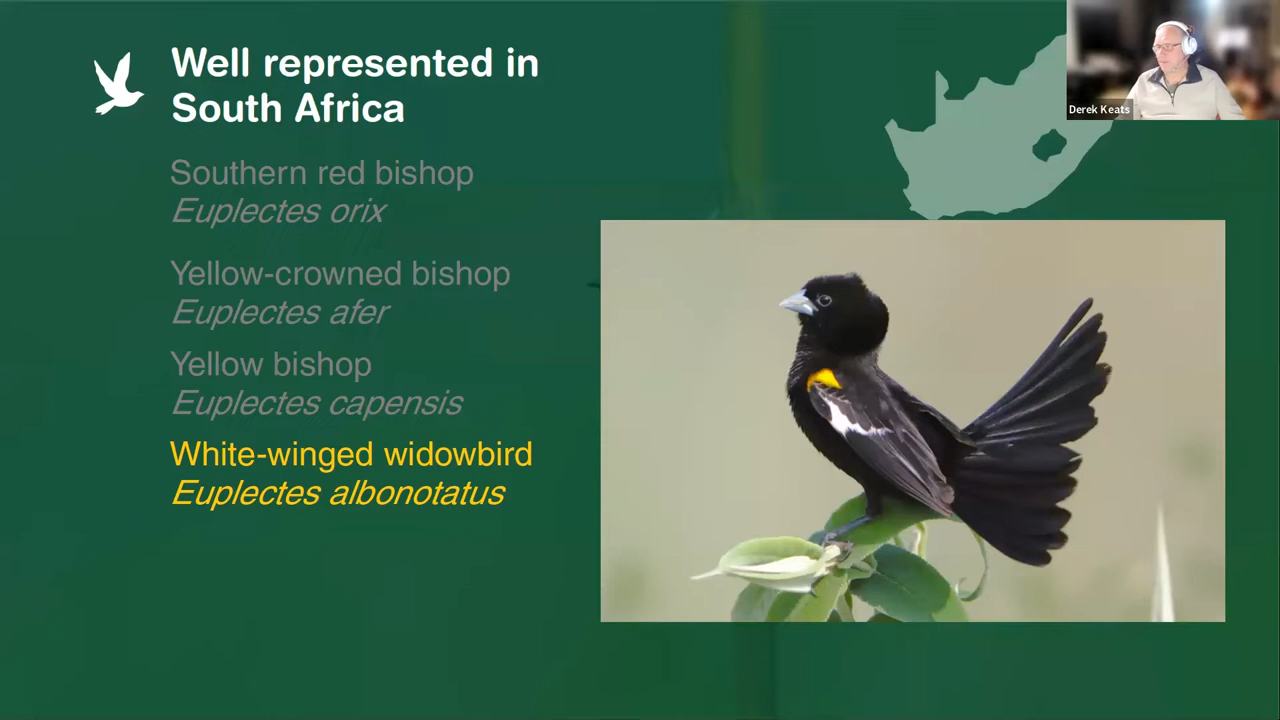 Well represented in
South Africa
Southern red bishop
Euplectes orix
Yellow-crowned bishop
Euplectes afer
Yellow bishop
Euplectes capensis
White-winged widowbird
Euplectes albonotatus
Derek Keats